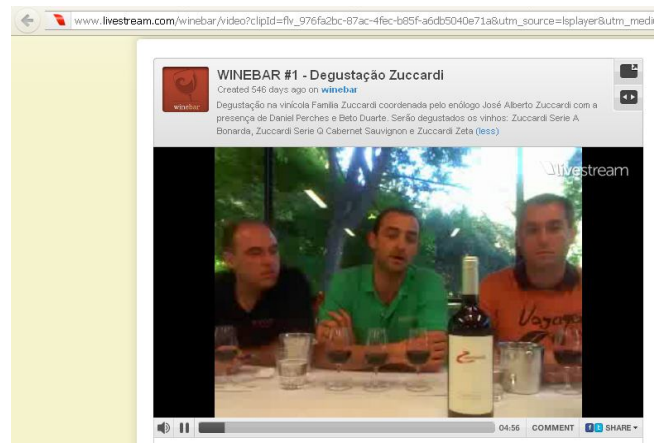 www.livestream.com/winebar/video?clipId=flv_976fa2bc-87ac-4fec-b85f-a6db5040e71a&utm_source=lsplayer&utm_medi
WINEBAR #1 - Degustação Zuccardi
Created 546 days ago on winebar
winebar
Degustação na vinícola Familia Zuccardi coordenada pelo enólogo José Alberto Zuccardi com a
presença de Daniel Perches e Beto Duarte. Serão degustados os vinhos: Zuccardi Serie A
Bonarda, Zuccardi Serie Q Cabernet Sauvignon e Zuccardi Zeta (less)
livestream
Voyage
04:56 COMMENT f t SHARE